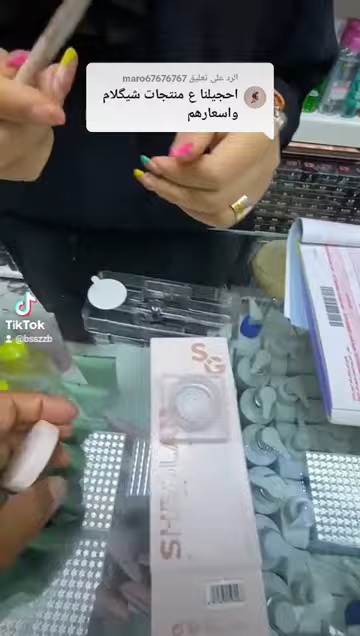 الرد على تعليق maro67676767
احجيلنا ع منتجات شيگلام
واسعارهم
TikTok
@bsszzb
SG
SHEGLAM